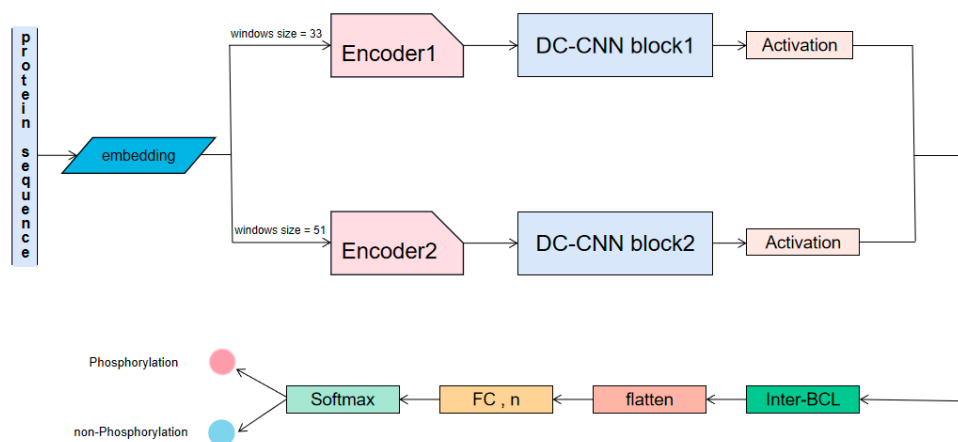 protein sequence
embedding
windows size = 33
Encoder1
DC-CNN block1
Activation
windows size = 51
Encoder2
DC-CNN block2
Activation
Phosphorylation
non-Phosphorylation
Softmax
FC , n
flatten
Inter-BCL